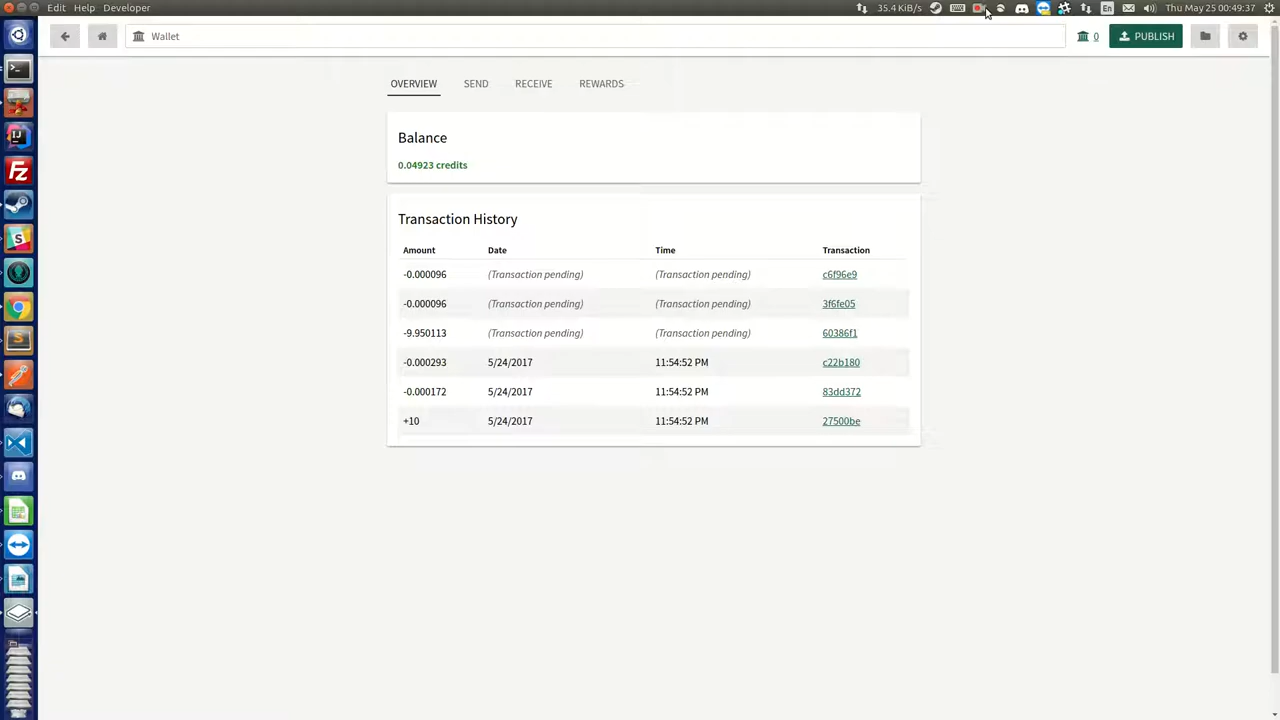 Edit Help Developer 35.4 KiB/s En Thu May 25 00:49:37
Wallet 0 PUBLISH
OVERVIEW SEND RECEIVE REWARDS
Balance
0.04923 credits
Transaction History
Amount Date Time Transaction
-0.000096 (Transaction pending) (Transaction pending) c6f96e9
-0.000096 (Transaction pending) (Transaction pending) 3f6fe05
-9.950113 (Transaction pending) (Transaction pending) 60386f1
-0.000293 5/24/2017 11:54:52 PM c22b180
-0.000172 5/24/2017 11:54:52 PM 83dd372
+10 5/24/2017 11:54:52 PM 27500be